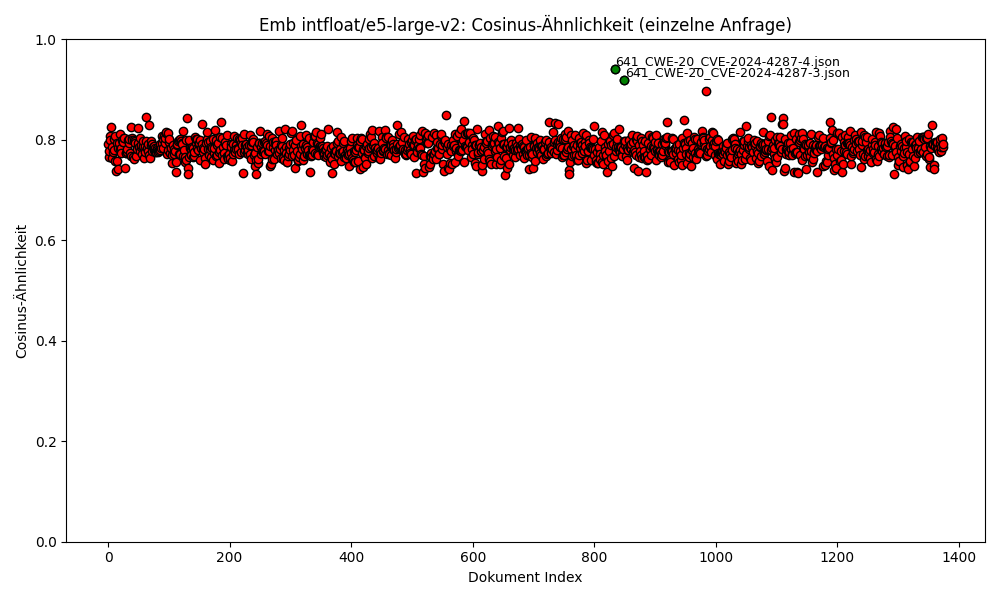 Emb intfloat/e5-large-v2: Cosinus-Ähnlichkeit (einzelne Anfrage)
1.0
641_CWE-20_CVE-2024-4287-4.json
641_CWE-20_CVE-2024-4287-3.json
0.8
0.6
Cosinus-Ähnlichkeit
0.4
0.2
0.0
0 200 400 600 800 1000 1200 1400
Dokument Index